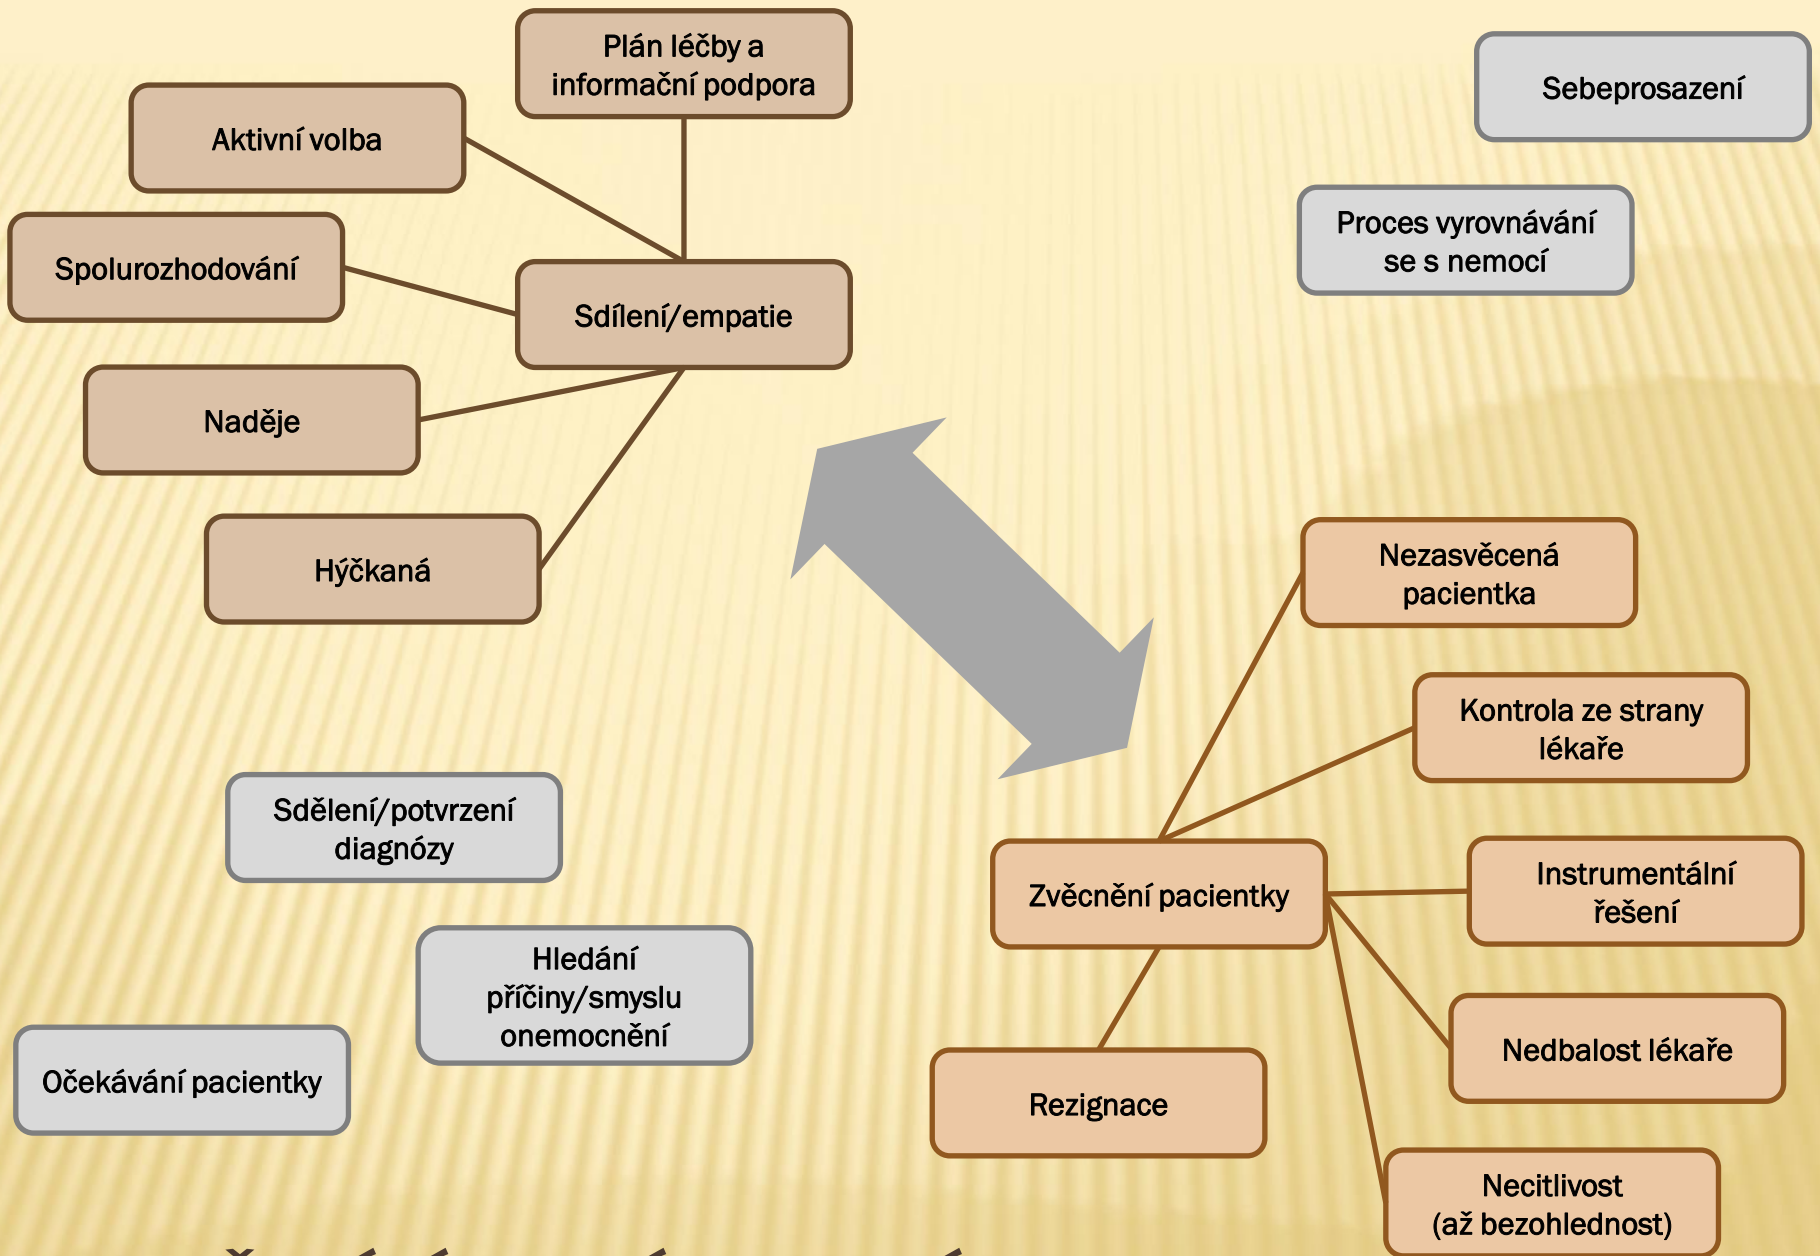 Plán léčby a
informační podpora
Aktivní volba
Spolurozhodování
Sdílení/empatie
Naděje
Hýčkaná
Sebeprosazení
Proces vyrovnávání
se s nemocí
Nezasvěcená
pacientka
Kontrola ze strany
lékaře
Zvěcnění pacientky
Instrumentální
řešení
Nedbalost lékaře
Rezignace
Necitlivost
(až bezohlednost)
Sdělení/potvrzení
diagnózy
Hledání
příčiny/smyslu
onemocnění
Očekávání pacientky